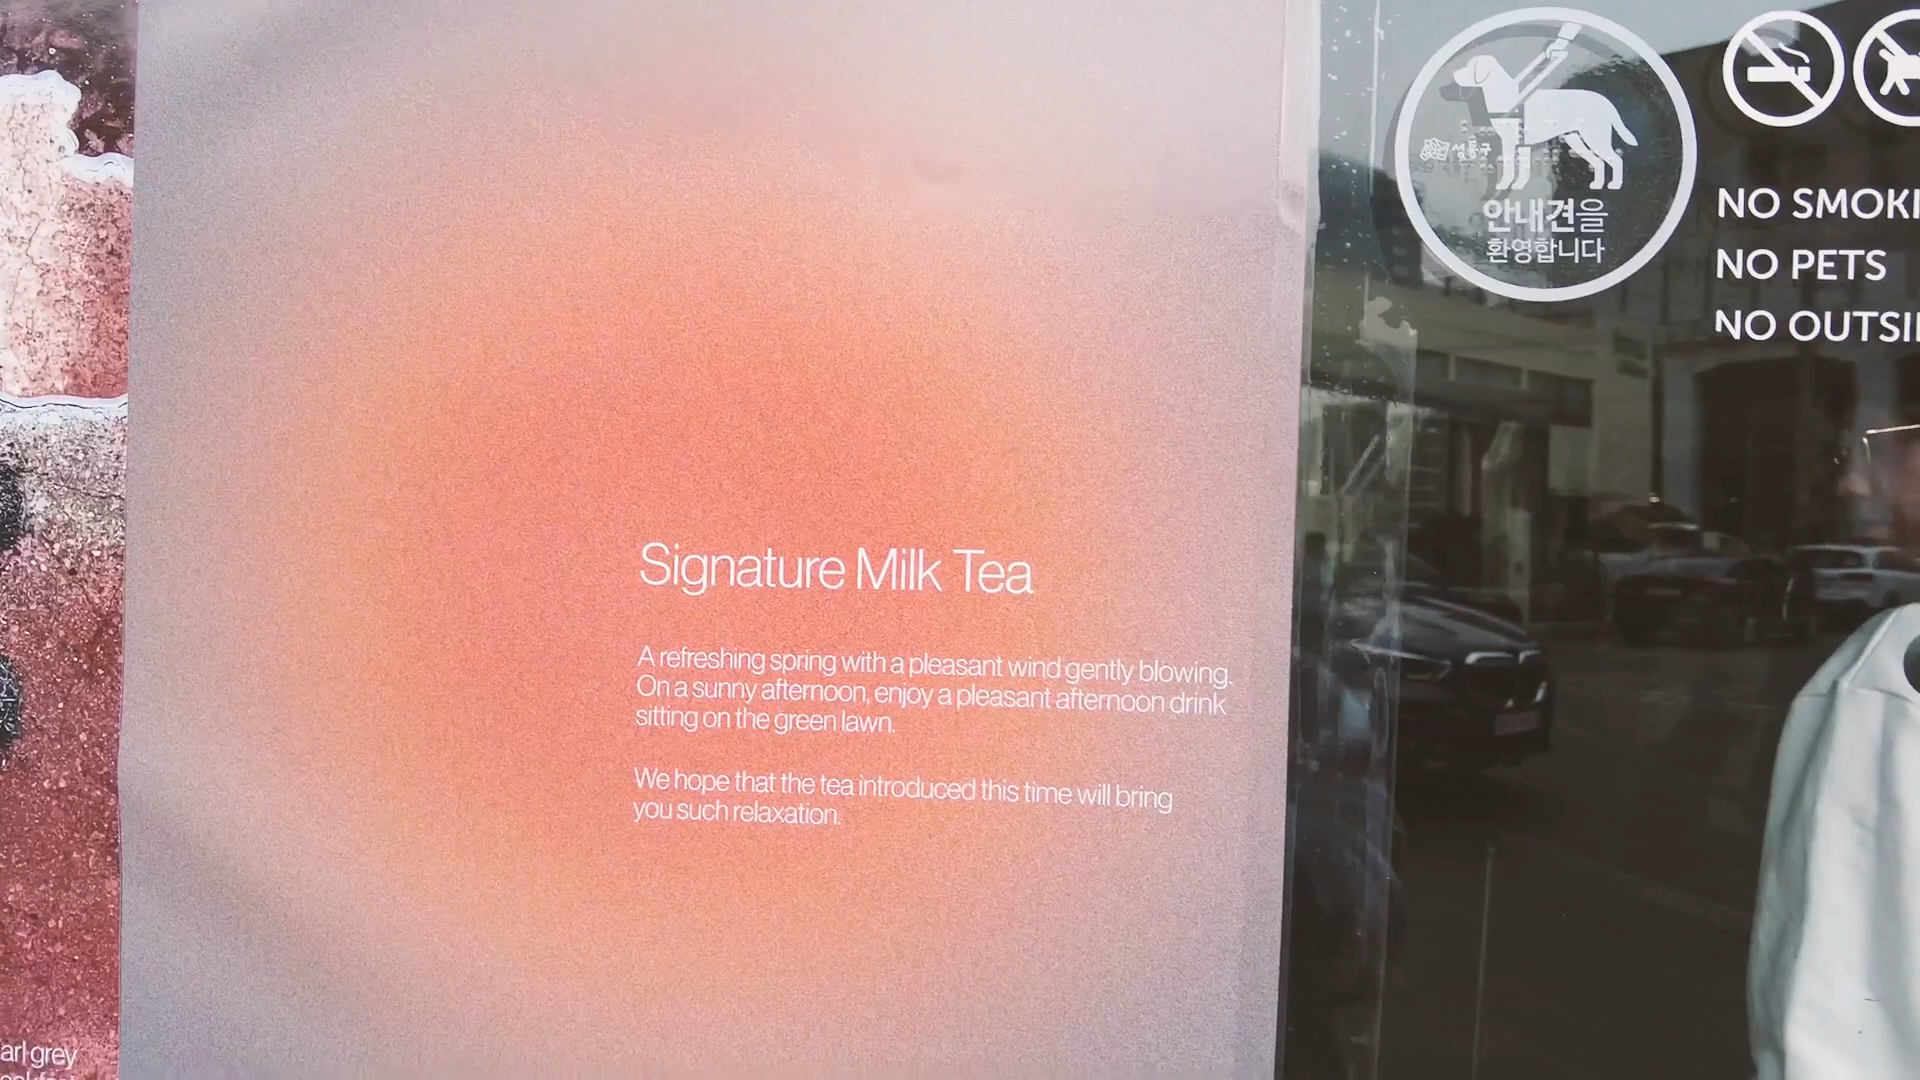 Signature Milk Tea
A refreshing spring with a pleasant wind gently blowing.
On a sunny afternoon, enjoy a pleasant afternoon drink
sitting on the green lawn.
We hope that the tea introduced this time will bring
you such relaxation.
arl grey
성동구
안내견을
환영합니다
NO SMOKI
NO PETS
NO OUTSI